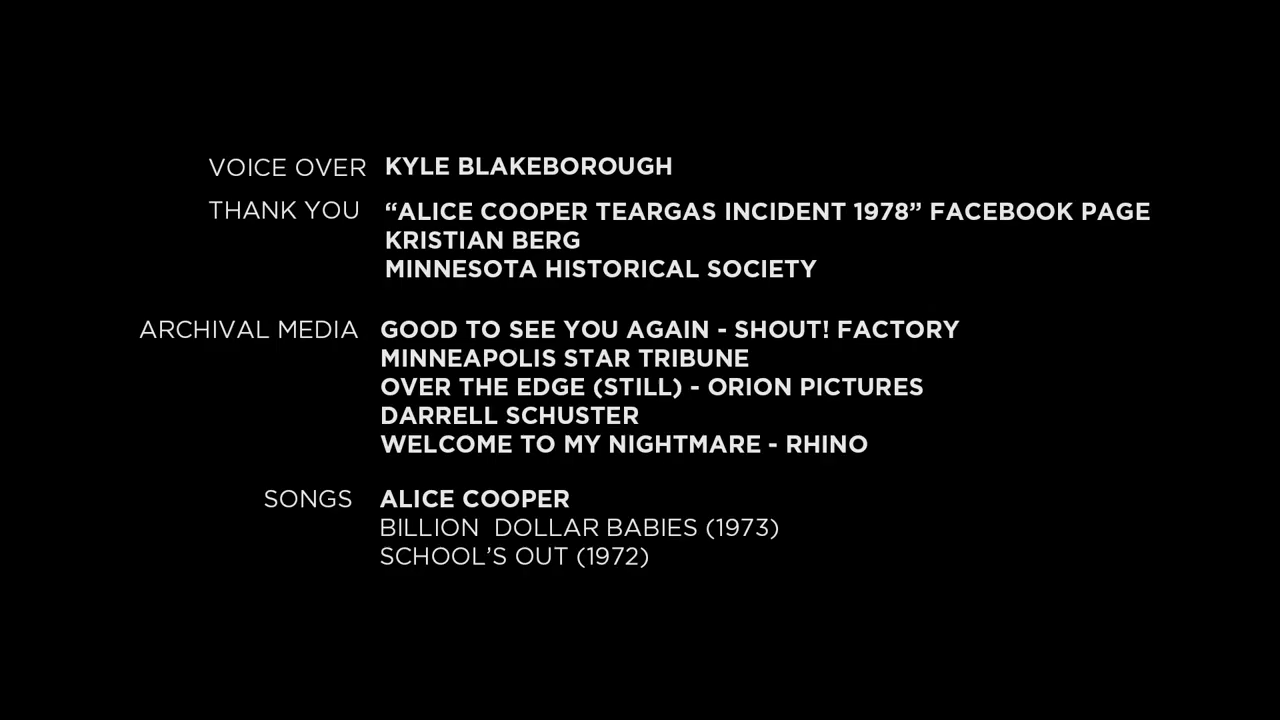 VOICE OVER KYLE BLAKEBOROUGH
THANK YOU “ALICE COOPER TEARGAS INCIDENT 1978” FACEBOOK PAGE
KRISTIAN BERG
MINNESOTA HISTORICAL SOCIETY
ARCHIVAL MEDIA GOOD TO SEE YOU AGAIN - SHOUT! FACTORY
MINNEAPOLIS STAR TRIBUNE
OVER THE EDGE (STILL) - ORION PICTURES
DARRELL SCHUSTER
WELCOME TO MY NIGHTMARE - RHINO
SONGS ALICE COOPER
BILLION DOLLAR BABIES (1973)
SCHOOL’S OUT (1972)